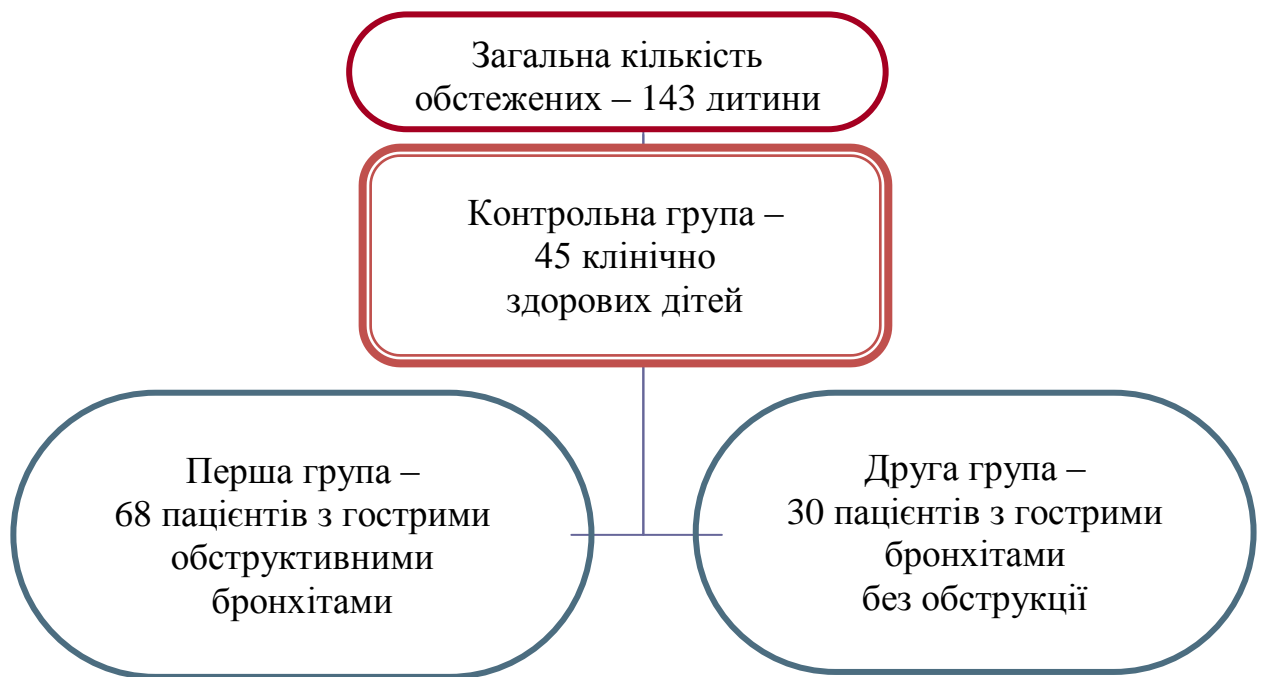 Загальна кількість
обстежених – 143 дитини
Контрольна група –
45 клінічно
здорових дітей
Перша група –
68 пацієнтів з гострими
обструктивними
бронхітами
Друга група –
30 пацієнтів з гострими
бронхітами
без обструкції